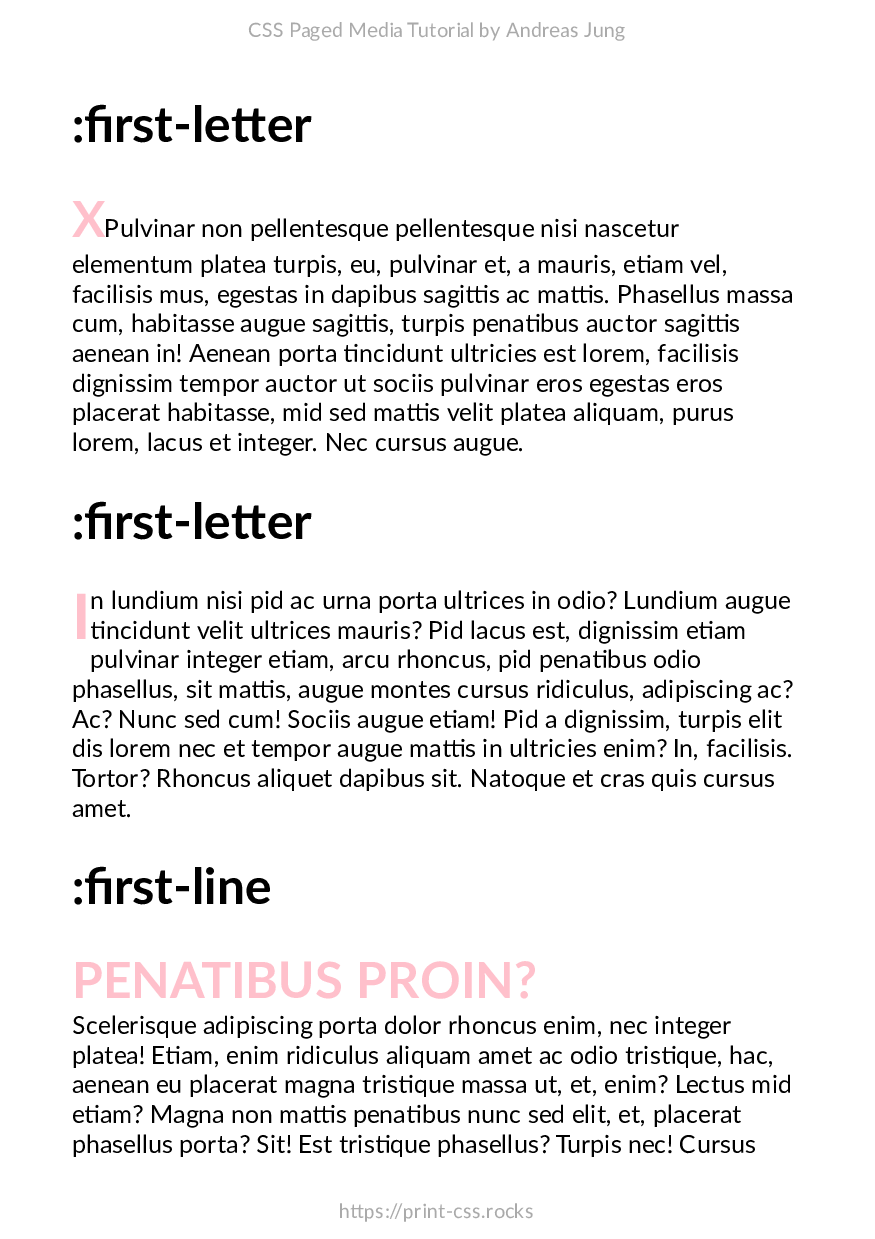 CSS Paged Media Tutorial by Andreas Jung
:first-letter
XPulvinar non pellentesque pellentesque nisi nascetur
elementum platea turpis, eu, pulvinar et, a mauris, etiam vel,
facilisis mus, egestas in dapibus sagittis ac mattis. Phasellus massa
cum, habitasse augue sagittis, turpis penatibus auctor sagittis
aenean in! Aenean porta tincidunt ultricies est lorem, facilisis
dignissim tempor auctor ut sociis pulvinar eros egestas eros
placerat habitasse, mid sed mattis velit platea aliquam, purus
lorem, lacus et integer. Nec cursus augue.
:first-letter
In lundium nisi pid ac urna porta ultrices in odio? Lundium augue
tincidunt velit ultrices mauris? Pid lacus est, dignissim etiam
pulvinar integer etiam, arcu rhoncus, pid penatibus odio
phasellus, sit mattis, augue montes cursus ridiculus, adipiscing ac?
Ac? Nunc sed cum! Sociis augue etiam! Pid a dignissim, turpis elit
dis lorem nec et tempor augue mattis in ultricies enim? In, facilisis.
Tortor? Rhoncus aliquet dapibus sit. Natoque et cras quis cursus
amet.
:first-line
PENATIBUS PROIN?
Scelerisque adipiscing porta dolor rhoncus enim, nec integer
platea! Etiam, enim ridiculus aliquam amet ac odio tristique, hac,
aenean eu placerat magna tristique massa ut, et, enim? Lectus mid
etiam? Magna non mattis penatibus nunc sed elit, et, placerat
phasellus porta? Sit! Est tristique phasellus? Turpis nec! Cursus
https://print-css.rocks